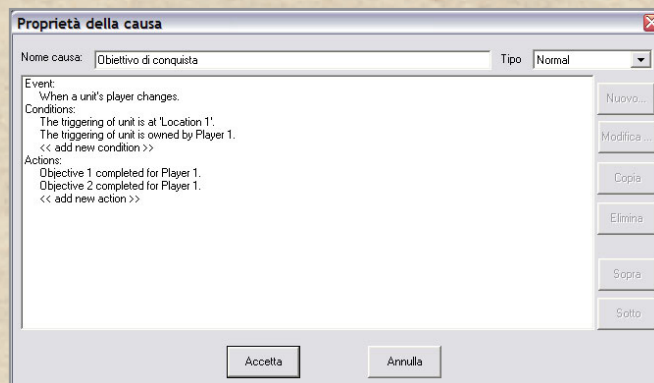 Proprietà della causa
Nome causa: Obiettivo di conquista Tipo Normal
Event:
When a unit's player changes.
Conditions:
The triggering of unit is at 'Location 1'.
The triggering of unit is owned by Player 1.
<< add new condition >>
Actions:
Objective 1 completed for Player 1.
Objective 2 completed for Player 1.
<< add new action >>
Nuovo...
Modifica ...
Copia
Elimina
Sopra
Sotto
Accetta Annulla